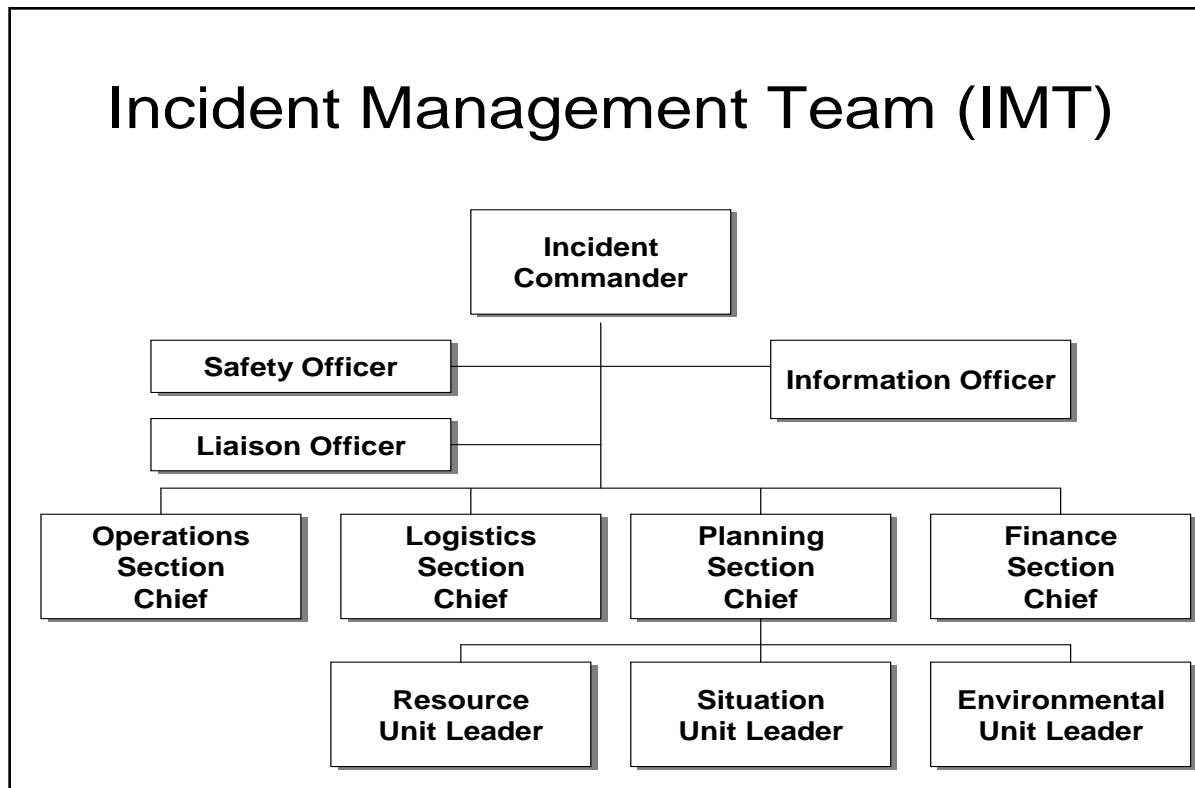 Incident Management Team (IMT)
Incident
Commander
Safety Officer
Information Officer
Liaison Officer
Operations
Section
Chief
Logistics
Section
Chief
Planning
Section
Chief
Finance
Section
Chief
Resource
Unit Leader
Situation
Unit Leader
Environmental
Unit Leader